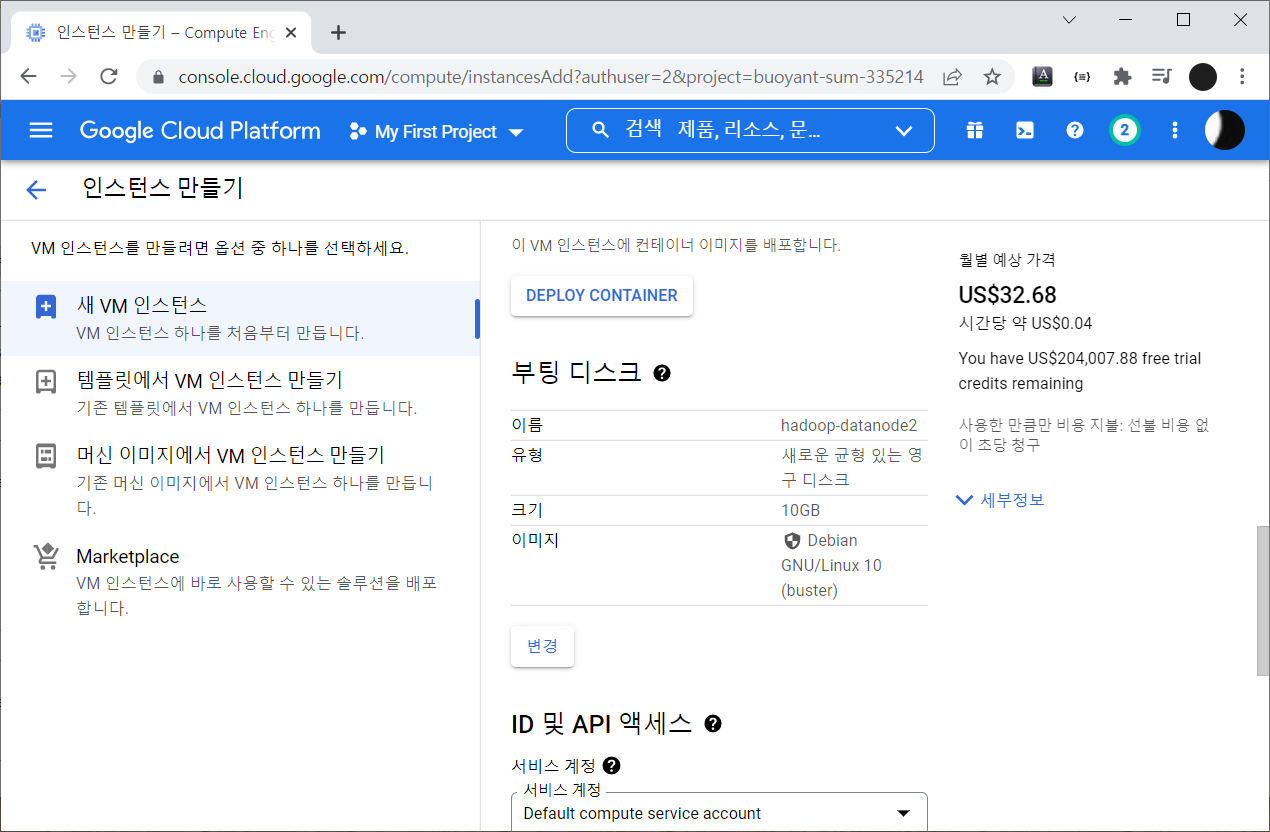 인스턴스 만들기 – Compute Eng
console.cloud.google.com/compute/instancesAdd?authuser=2&project=buoyant-sum-335214
Google Cloud Platform
My First Project
검색 제품, 리소스, 문...
2
인스턴스 만들기
VM 인스턴스를 만들려면 옵션 중 하나를 선택하세요.
새 VM 인스턴스
VM 인스턴스 하나를 처음부터 만듭니다.
템플릿에서 VM 인스턴스 만들기
기존 템플릿에서 VM 인스턴스 하나를 만듭니다.
머신 이미지에서 VM 인스턴스 만들기
기존 머신 이미지에서 VM 인스턴스 하나를 만듭니
다.
Marketplace
VM 인스턴스에 바로 사용할 수 있는 솔루션을 배포
합니다.
이 VM 인스턴스에 컨테이너 이미지를 배포합니다.
DEPLOY CONTAINER
부팅 디스크
이름 hadoop-datanode2
유형 새로운 균형 있는 영
구 디스크
크기 10GB
이미지 Debian
GNU/Linux 10
(buster)
변경
ID 및 API 액세스
서비스 계정
서비스 계정
Default compute service account
월별 예상 가격
US$32.68
시간당 약 US$0.04
You have US$204,007.88 free trial
credits remaining
사용한 만큼만 비용 지불: 선불 비용 없
이 초당 청구
세부정보